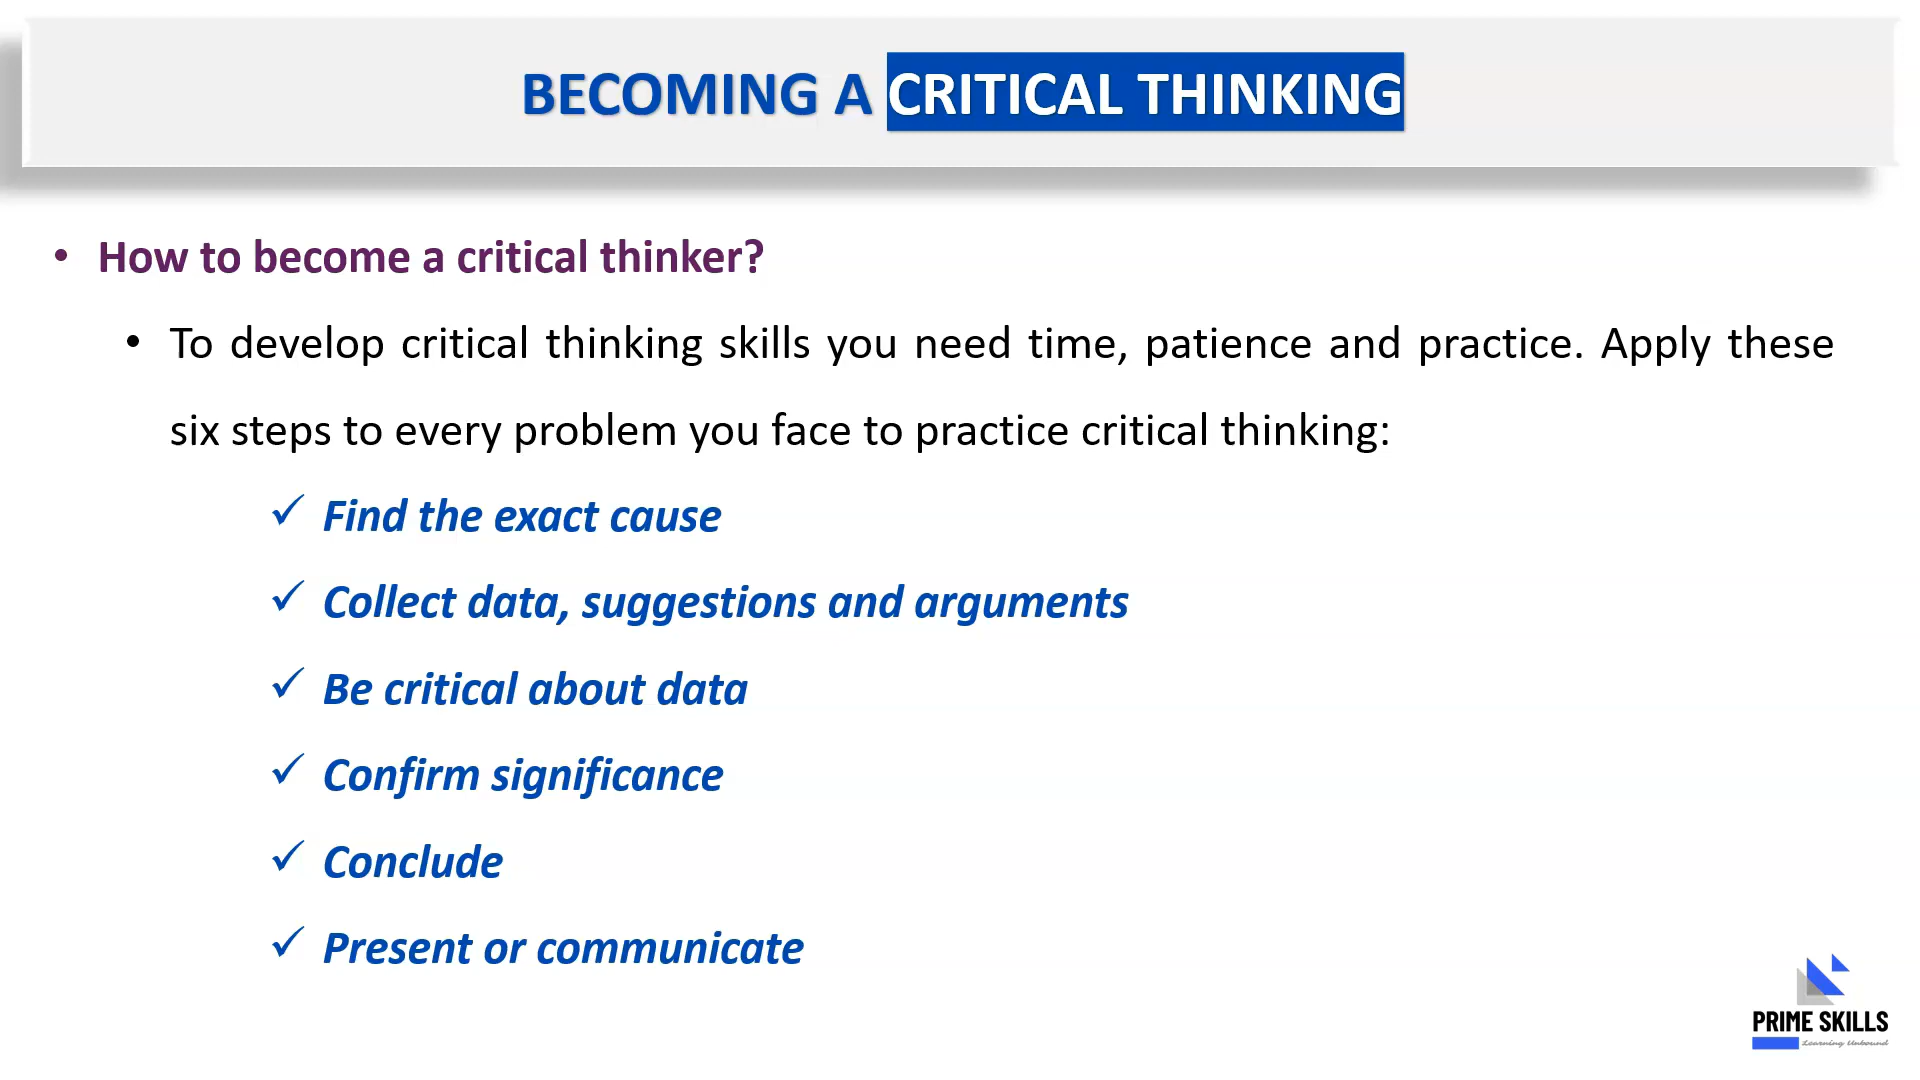 BECOMING A CRITICAL THINKING
• How to become a critical thinker?
• To develop critical thinking skills you need time, patience and practice. Apply these
six steps to every problem you face to practice critical thinking:
✓ Find the exact cause
✓ Collect data, suggestions and arguments
✓ Be critical about data
✓ Confirm significance
✓ Conclude
✓ Present or communicate
PRIME SKILLS
Learning Unbound